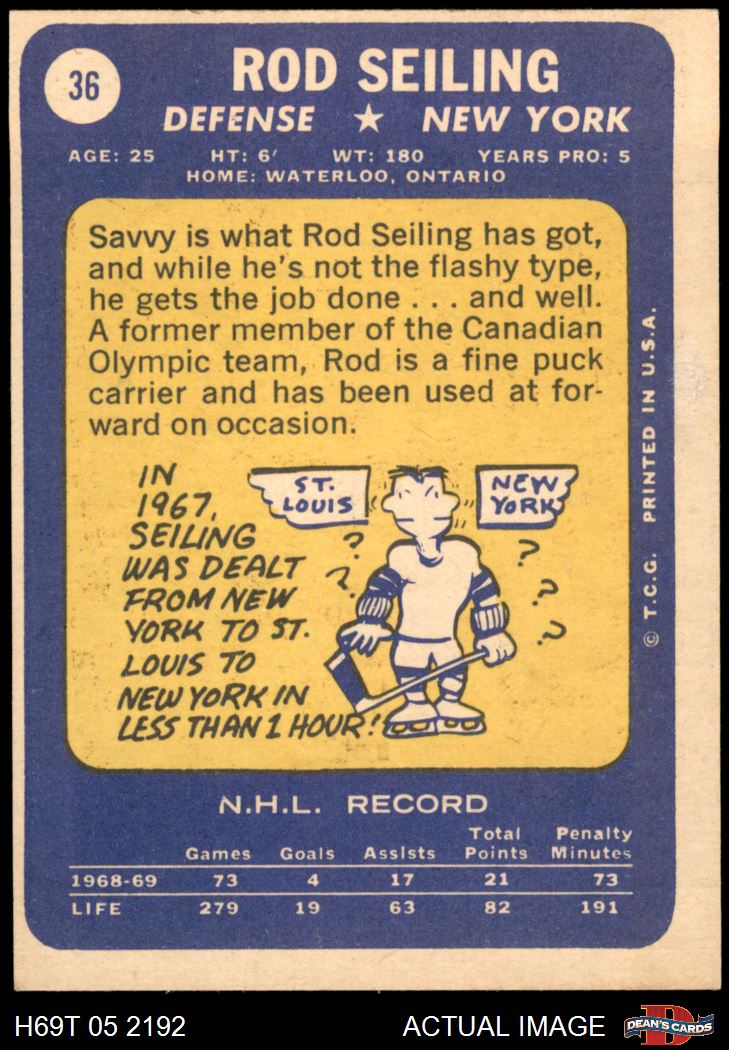 36
ROD SEILING
DEFENSE ★ NEW YORK
AGE: 25 HT: 6' WT: 180 YEARS PRO: 5
HOME: WATERLOO, ONTARIO
Savvy is what Rod Seiling has got,
and while he's not the flashy type,
he gets the job done . . . and well.
A former member of the Canadian
Olympic team, Rod is a fine puck
carrier and has been used at for-
ward on occasion.
IN
1967,
SEILING
WAS DEALT
FROM NEW
YORK TO ST.
LOUIS TO
NEW YORK IN
LESS THAN 1 HOUR!
ST.
LOUIS
NEW
YORK
? ? ? ? ?
© T.C.G. PRINTED IN U.S.A.
N.H.L. RECORD
Games Goals Assists Total Points Penalty Minutes
1968-69 73 4 17 21 73
LIFE 279 19 63 82 191
H69T 05 2192 ACTUAL IMAGE
D
DEAN'S CARDS